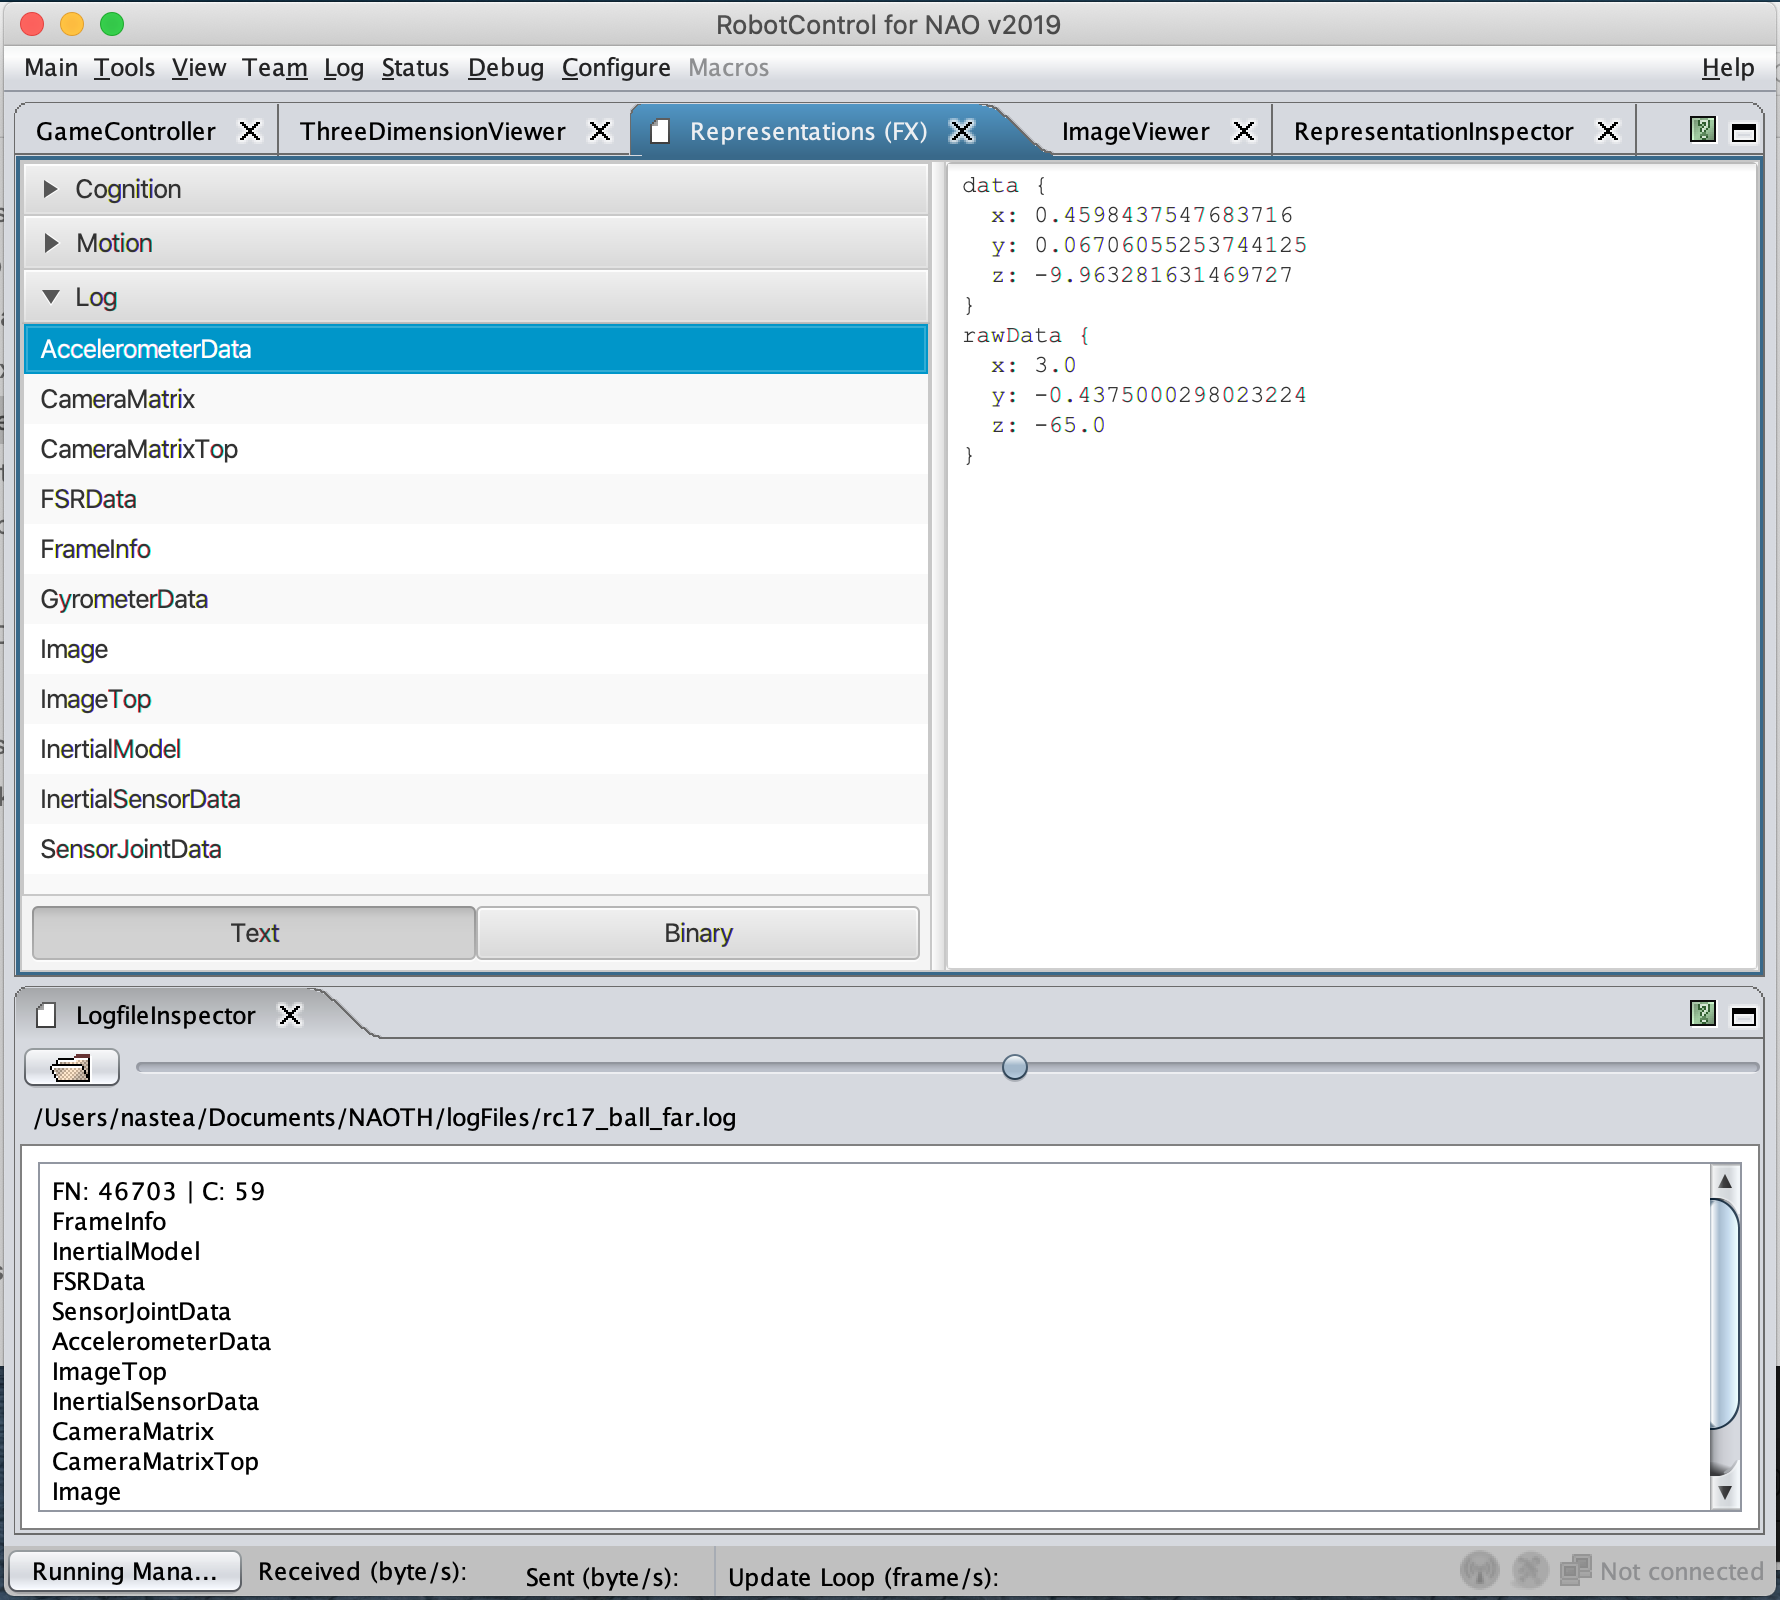 RobotControl for NAO v2019
Main Tools View Team Log Status Debug Configure Macros Help
GameController ThreeDimensionViewer Representations (FX) ImageViewer RepresentationInspector
Cognition
Motion
Log
AccelerometerData
CameraMatrix
CameraMatrixTop
FSRData
FrameInfo
GyrometerData
Image
ImageTop
InertialModel
InertialSensorData
SensorJointData
Text Binary
data {
x: 0.4598437547683716
y: 0.06706055253744125
z: -9.963281631469727
}
rawData {
x: 3.0
y: -0.4375000298023224
z: -65.0
}
LogfileInspector
/Users/nastea/Documents/NAOTH/logFiles/rc17_ball_far.log
FN: 46703 | C: 59
FrameInfo
InertialModel
FSRData
SensorJointData
AccelerometerData
ImageTop
InertialSensorData
CameraMatrix
CameraMatrixTop
Image
Running Mana... Received (byte/s): Sent (byte/s): Update Loop (frame/s): Not connected